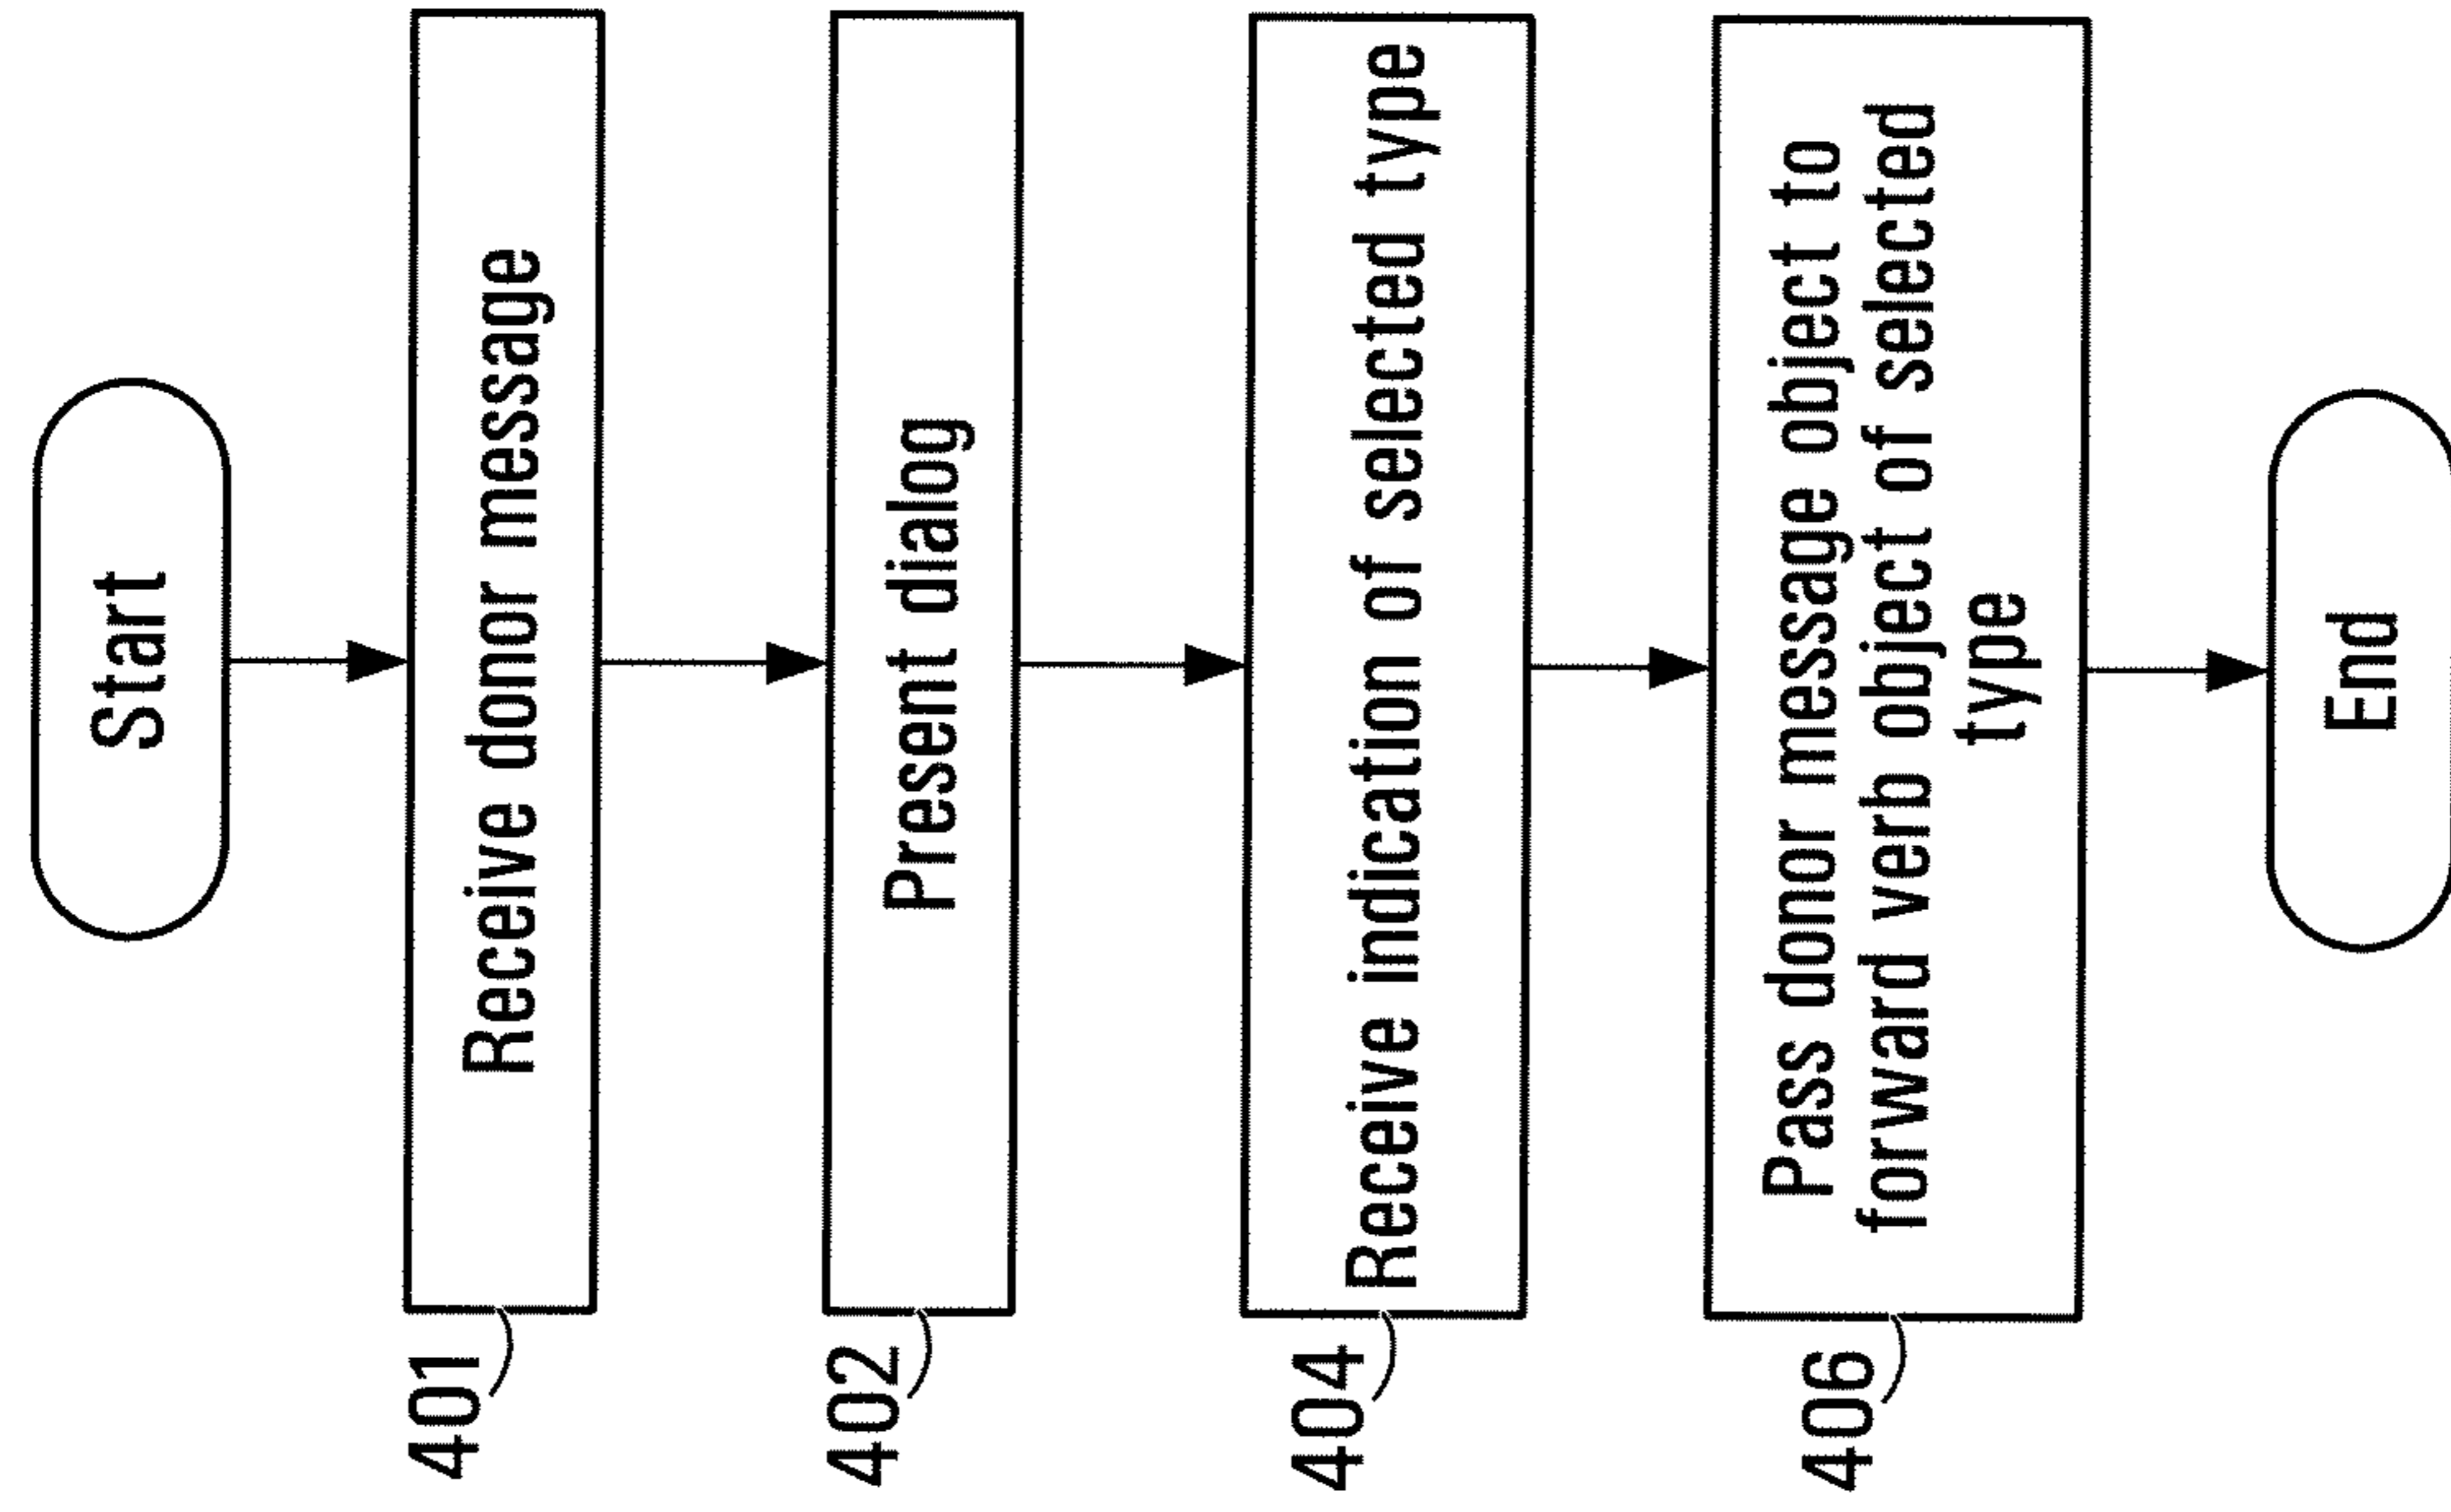 Start
401
Receive donor message
402
Present dialog
404
Receive indication of selected type
406
Pass donor message object to
forward verb object of selected
type
End